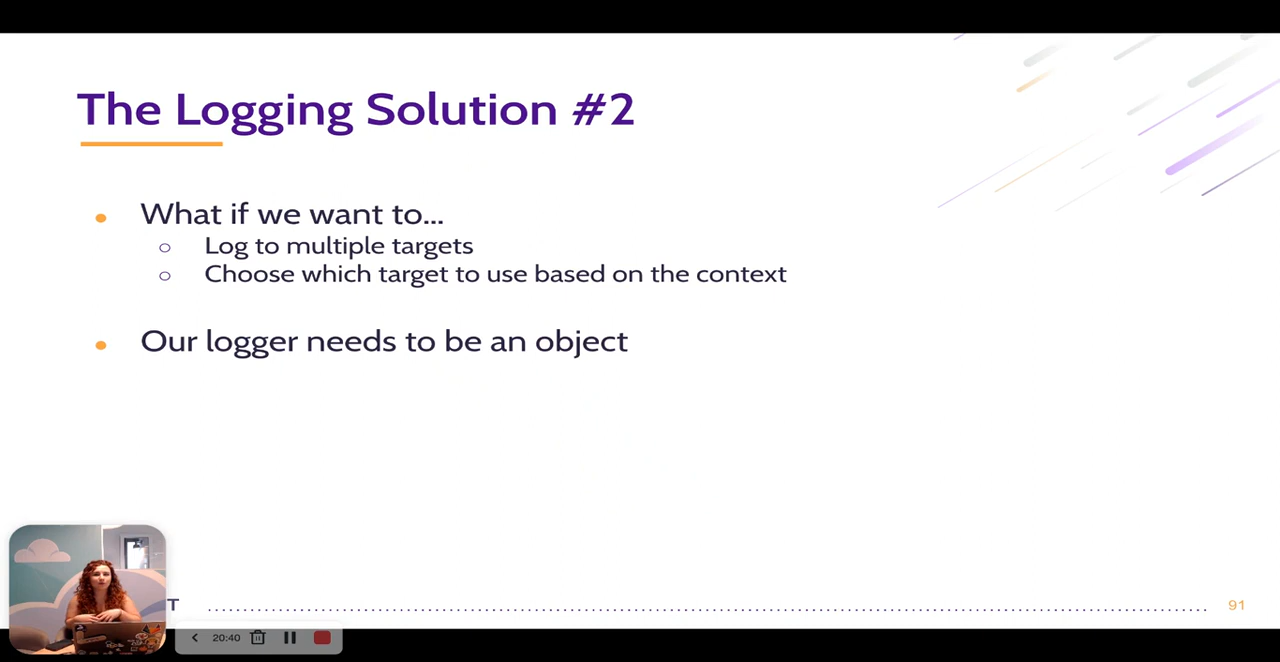 The Logging Solution #2
What if we want to...
Log to multiple targets
Choose which target to use based on the context
Our logger needs to be an object
T
91
20:40